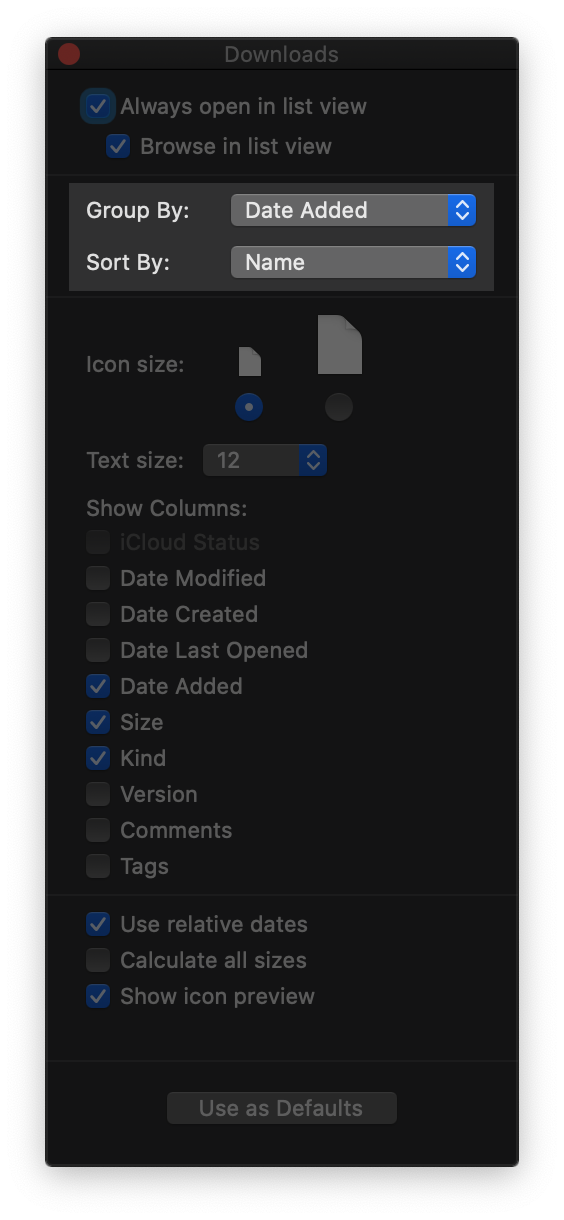 Downloads
Always open in list view
Browse in list view
Group By: Date Added
Sort By: Name
Icon size:
Text size: 12
Show Columns:
iCloud Status
Date Modified
Date Created
Date Last Opened
Date Added
Size
Kind
Version
Comments
Tags
Use relative dates
Calculate all sizes
Show icon preview
Use as Defaults